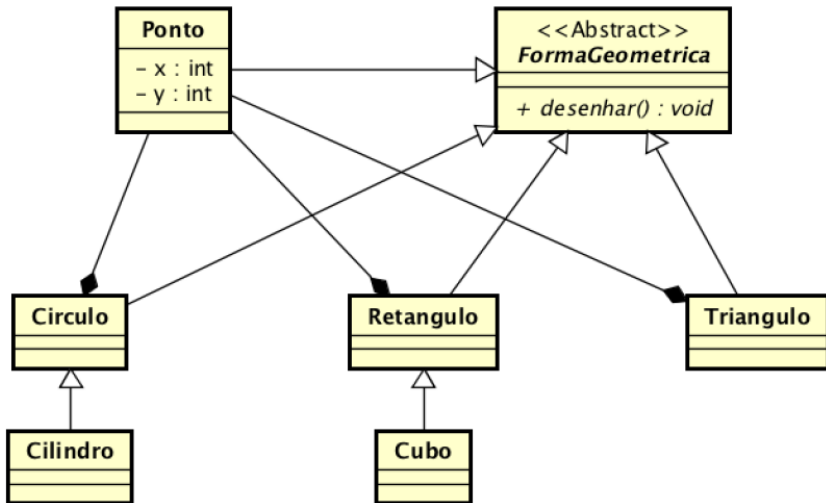 Ponto
- x : int
- y : int
<<Abstract>>
FormaGeometrica
+ desenhar() : void
Circulo
Retangulo
Triangulo
Cilindro
Cubo